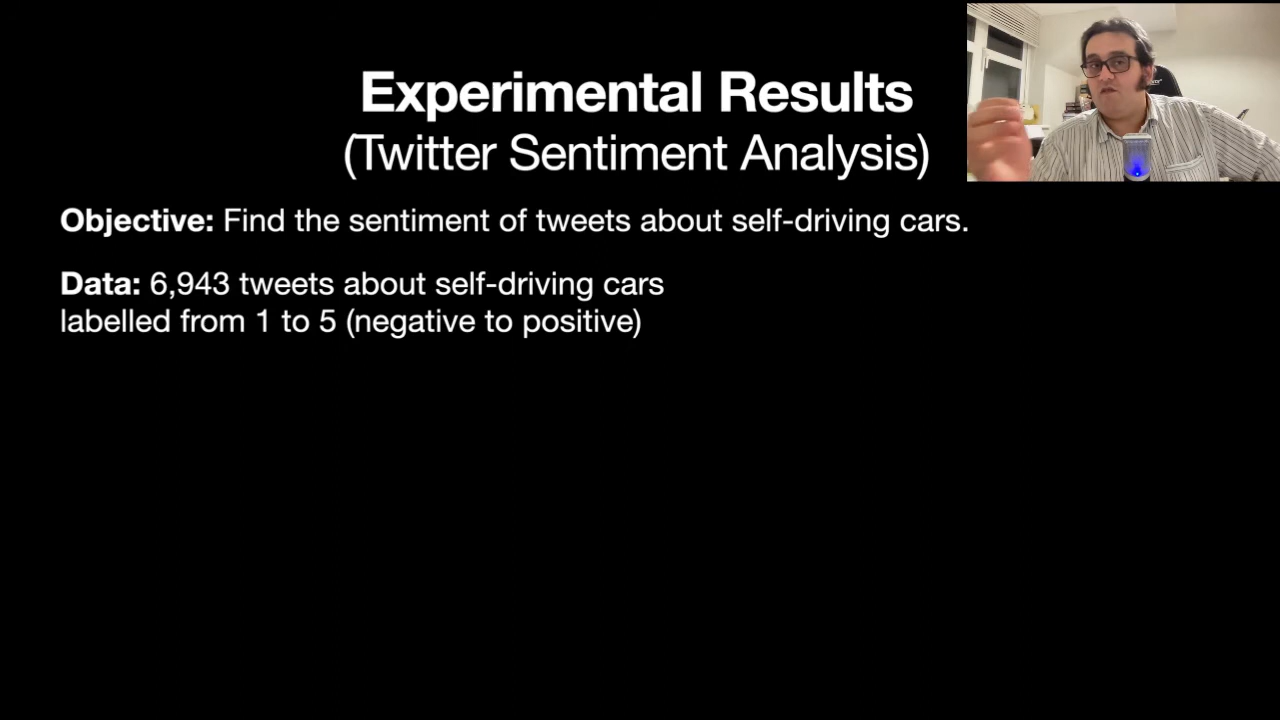 Experimental Results
(Twitter Sentiment Analysis)
Objective: Find the sentiment of tweets about self-driving cars.
Data: 6,943 tweets about self-driving cars
labelled from 1 to 5 (negative to positive)